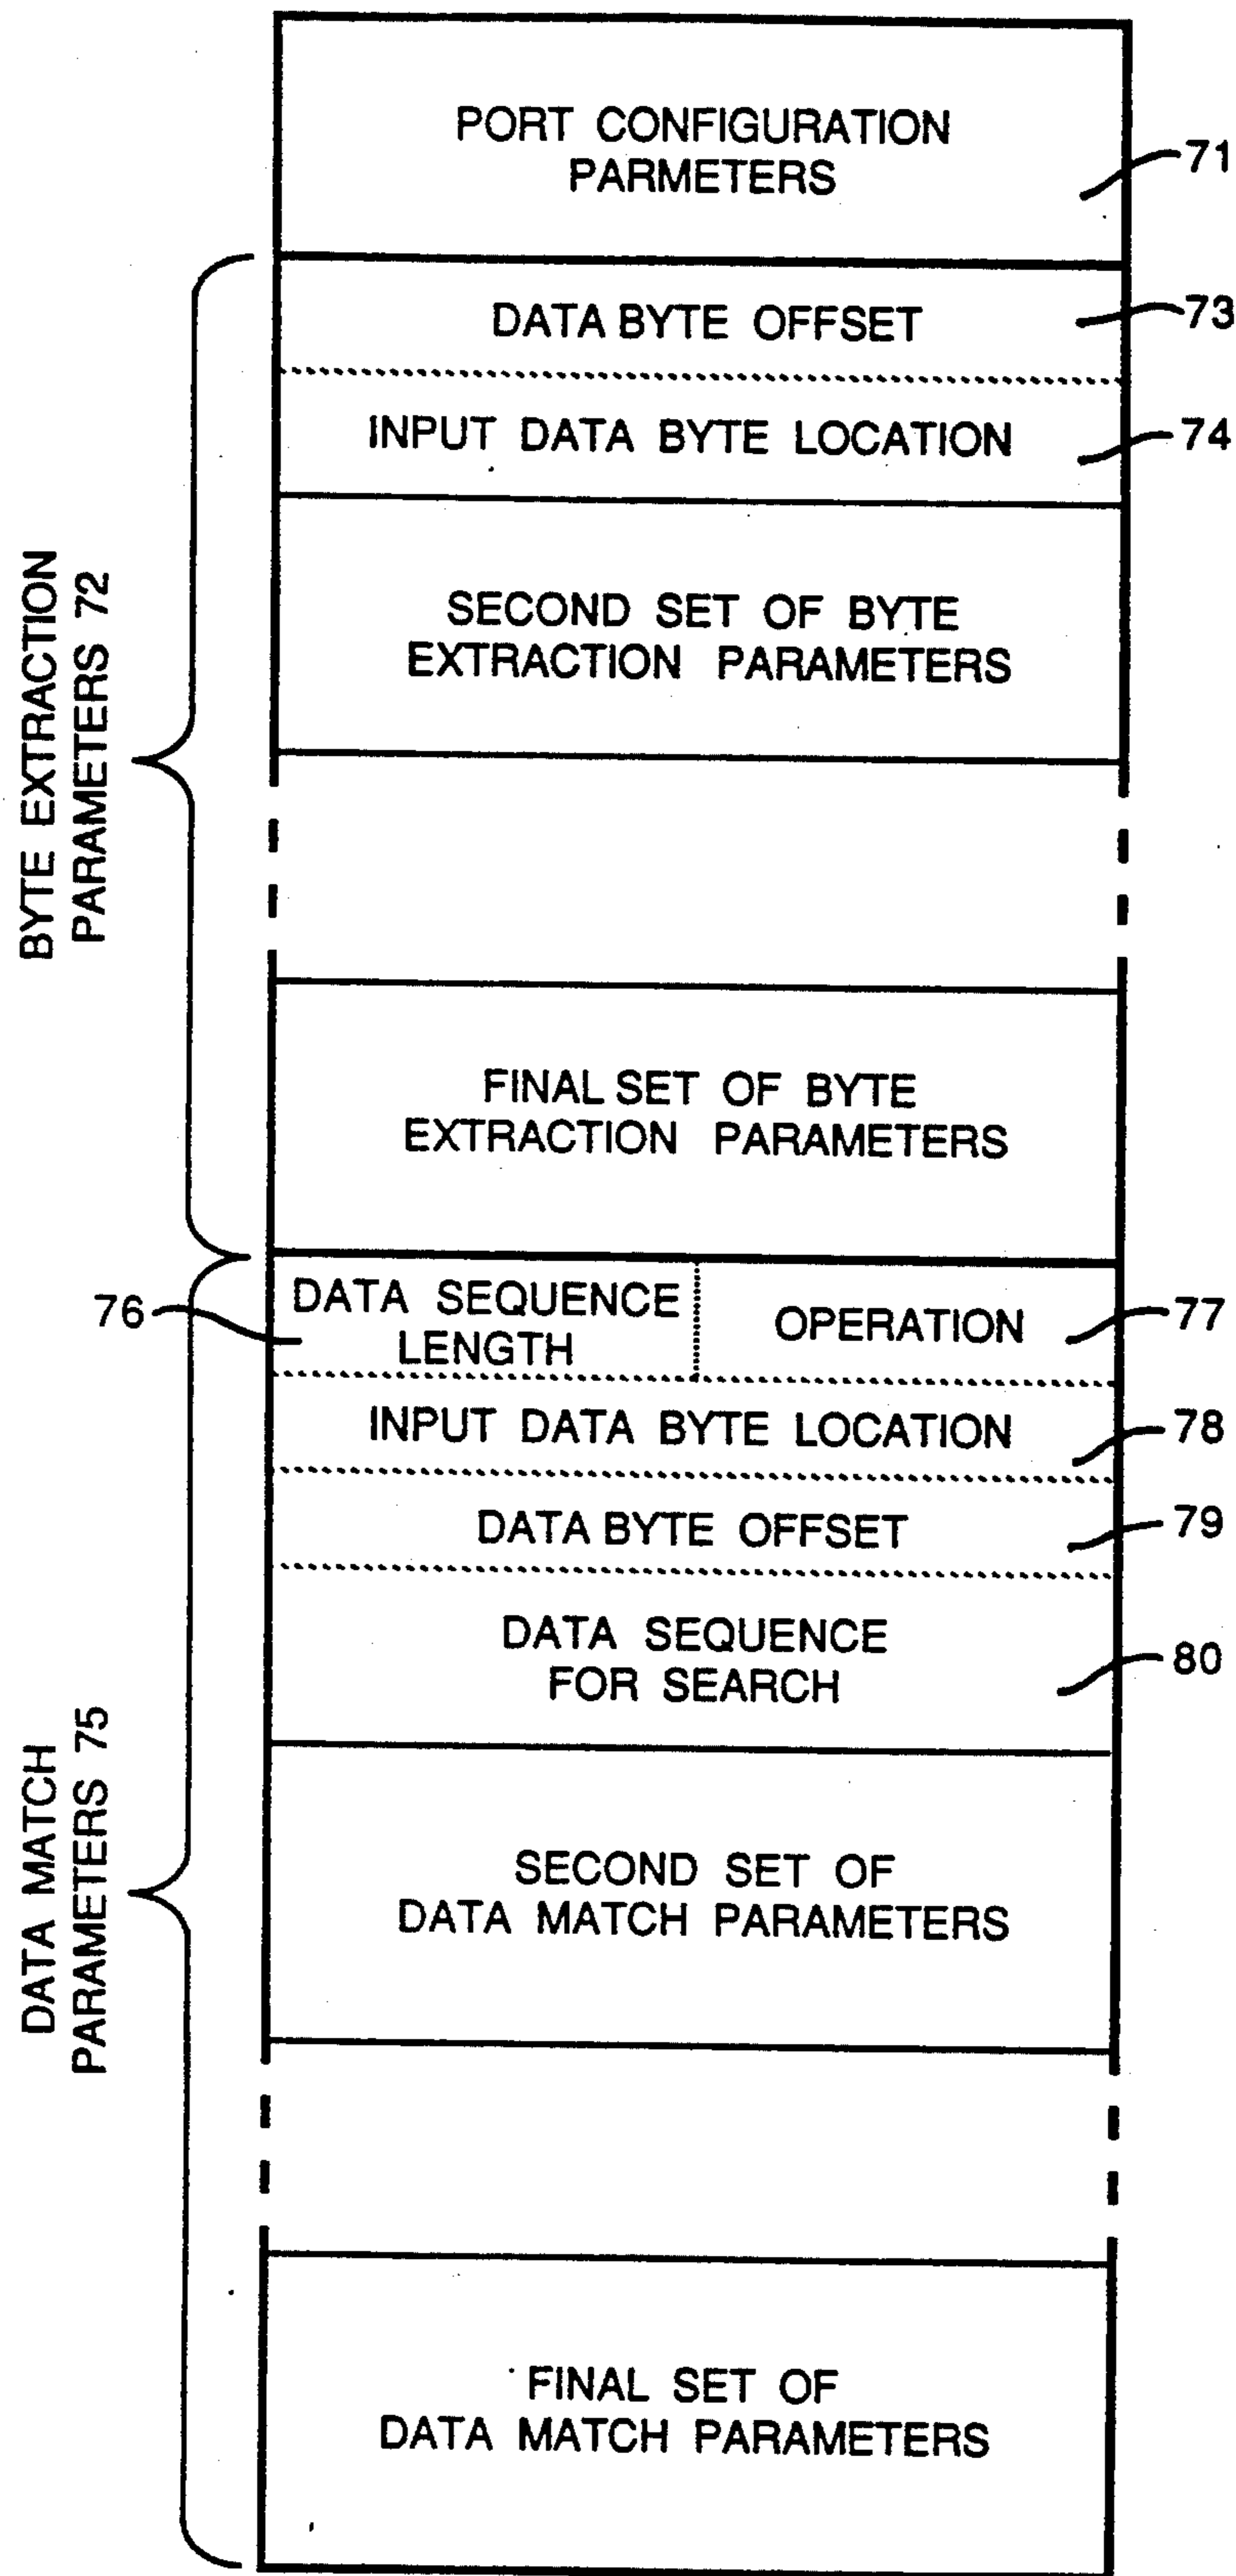 PORT CONFIGURATION
PARMETERS
71
DATA BYTE OFFSET
73
INPUT DATA BYTE LOCATION
74
BYTE EXTRACTION
PARAMETERS 72
SECOND SET OF BYTE
EXTRACTION PARAMETERS
FINAL SET OF BYTE
EXTRACTION PARAMETERS
76
DATA SEQUENCE
LENGTH
OPERATION
77
INPUT DATA BYTE LOCATION
78
DATA BYTE OFFSET
79
DATA SEQUENCE
FOR SEARCH
80
DATA MATCH
PARAMETERS 75
SECOND SET OF
DATA MATCH PARAMETERS
FINAL SET OF
DATA MATCH PARAMETERS